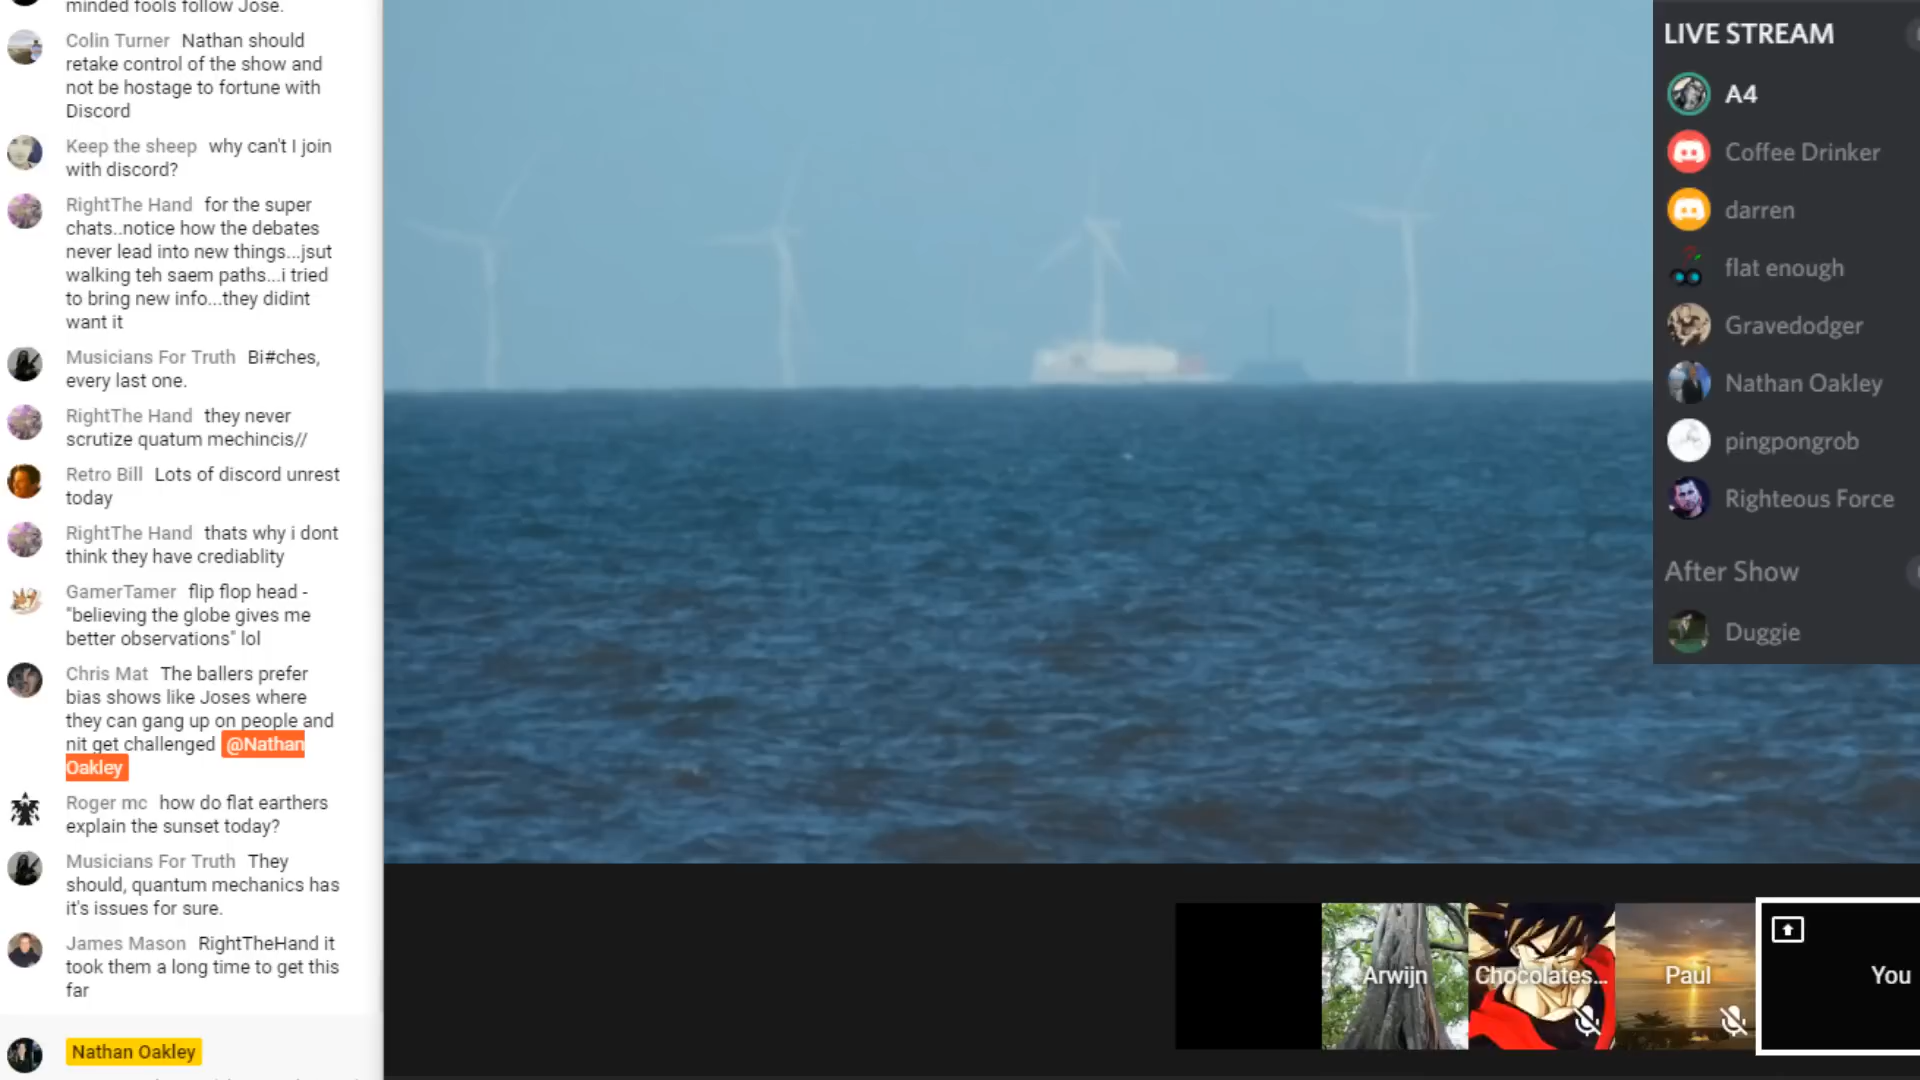 minded fools follow Jose.
Colin Turner Nathan should
retake control of the show and
not be hostage to fortune with
Discord
Keep the sheep why can't I join
with discord?
RightThe Hand for the super
chats..notice how the debates
never lead into new things...jsut
walking teh saem paths...i tried
to bring new info...they didint
want it
Musicians For Truth Bi#ches,
every last one.
RightThe Hand they never
scrutize quatum mechincis//
Retro Bill Lots of discord unrest
today
RightThe Hand thats why i dont
think they have crediablity
GamerTamer flip flop head -
"believing the globe gives me
better observations" lol
Chris Mat The ballers prefer
bias shows like Joses where
they can gang up on people and
nit get challenged @Nathan
Oakley
Roger mc how do flat earthers
explain the sunset today?
Musicians For Truth They
should, quantum mechanics has
it's issues for sure.
James Mason RightTheHand it
took them a long time to get this
far
Nathan Oakley
LIVE STREAM
A4
Coffee Drinker
darren
flat enough
Gravedodger
Nathan Oakley
pingpongrob
Righteous Force
After Show
Duggie
Arwijn
Chocolates...
Paul
You